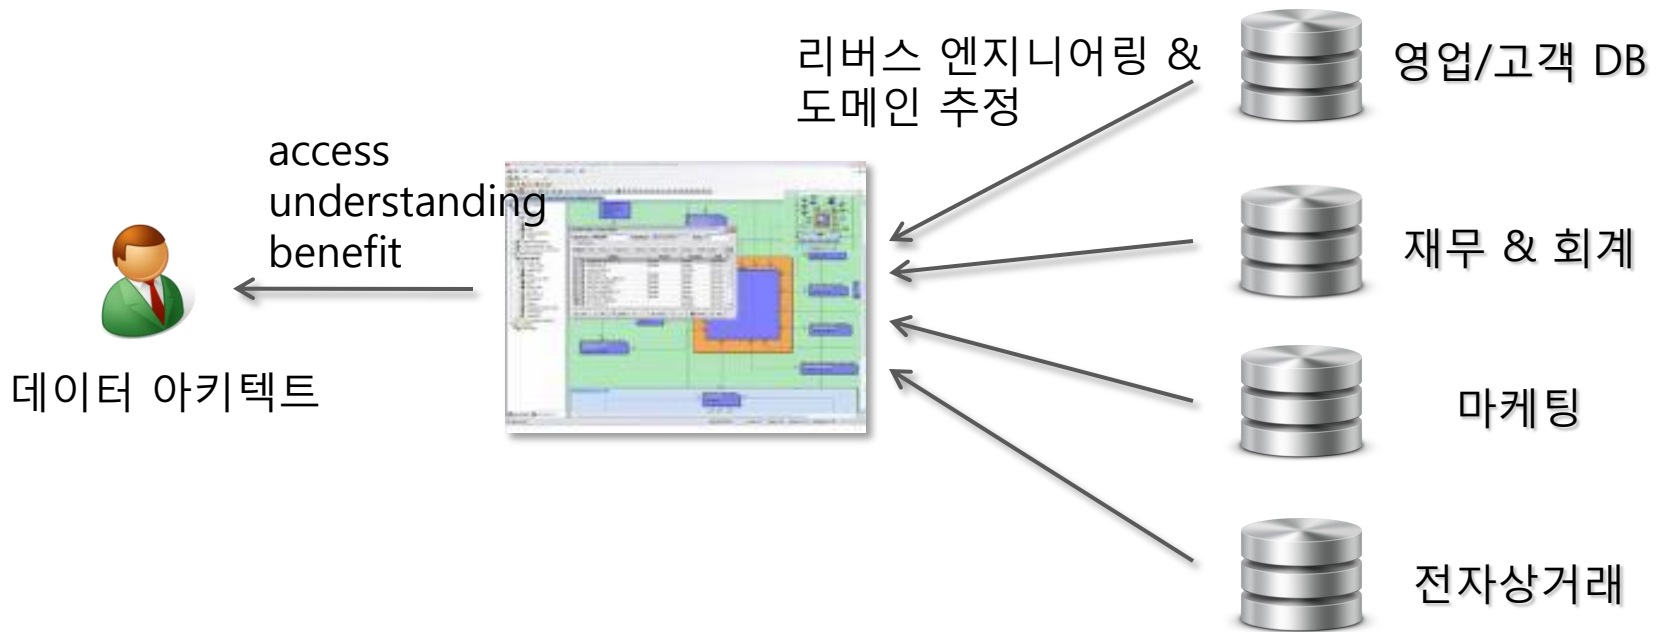 리버스 엔지니어링 &
도메인 추정
영업/고객 DB
access
understanding
benefit
재무 & 회계
데이터 아키텍트
마케팅
전자상거래